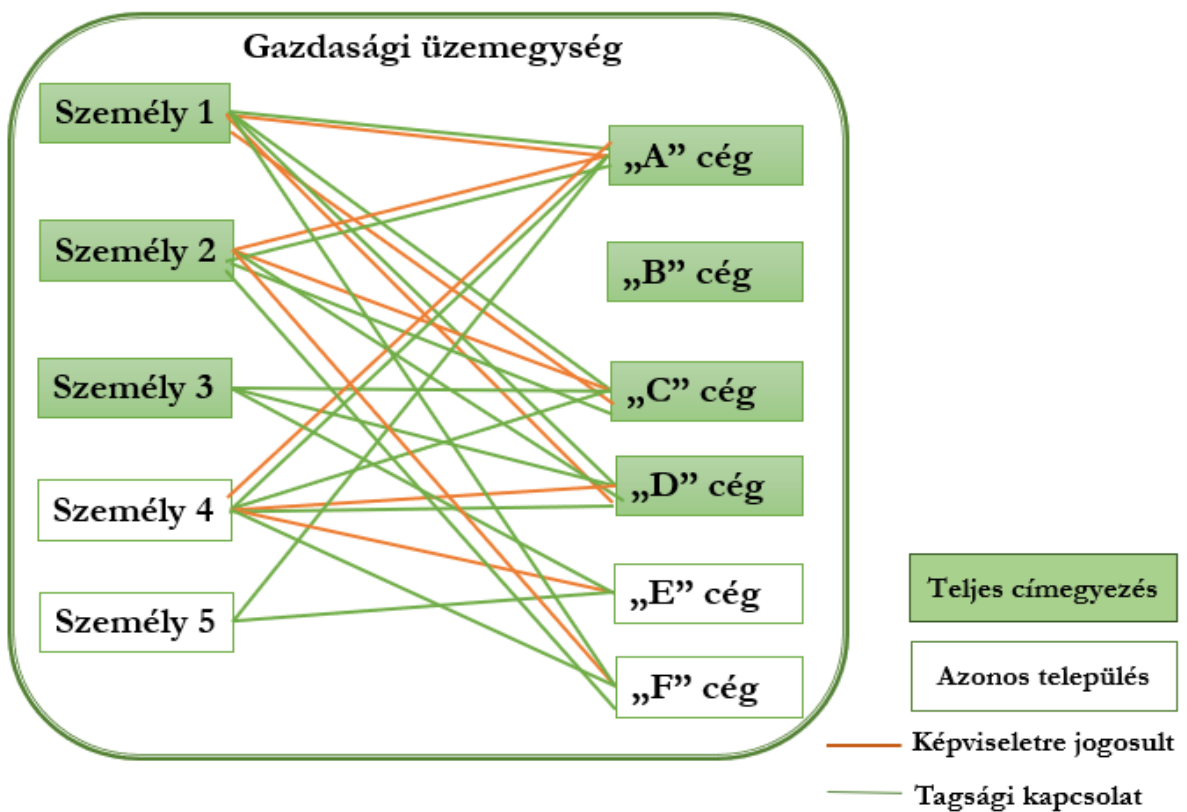 Gazdasági üzemegység
Személy 1
Személy 2
Személy 3
Személy 4
Személy 5
„A” cég
„B” cég
„C” cég
„D” cég
„E” cég
„F” cég
Teljes címegyezés
Azonos település
Képviseletre jogosult
Tagsági kapcsolat